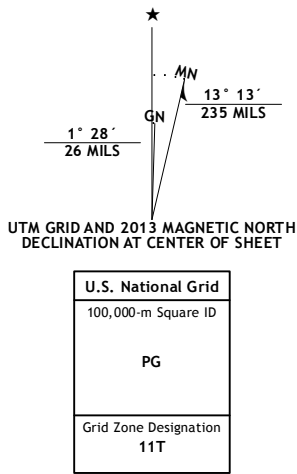 MN
GN
13° 13´
235 MILS
1° 28´
26 MILS
UTM GRID AND 2013 MAGNETIC NORTH
DECLINATION AT CENTER OF SHEET
U.S. National Grid
100,000-m Square ID
PG
Grid Zone Designation
11T